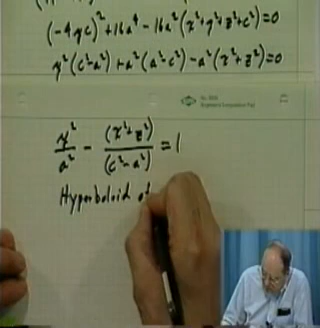 (-4yc)² + 16a⁴ - 16a²(x²+y²+z²+c²) = 0
y²(c²-a²) + a²(a²-c²) - a²(x²+z²) = 0
y²/a² - (x²+z²)/(c²-a²) = 1
Hyperboloid of